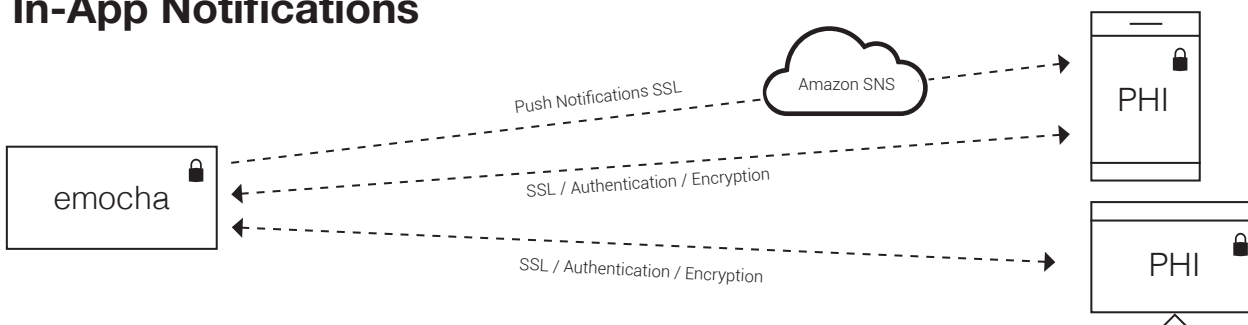 In-App Notifications
Push Notifications SSL
Amazon SNS
PHI
emocha
SSL / Authentication / Encryption
SSL / Authentication / Encryption
PHI